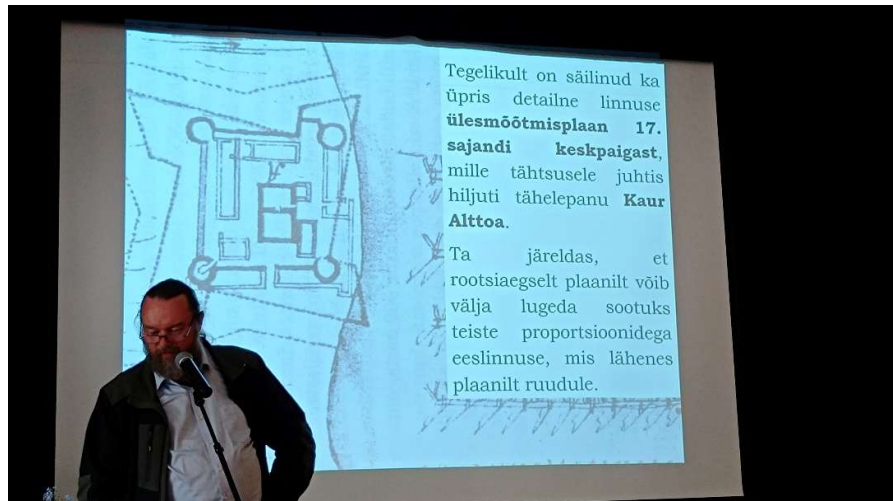 Tegelikult on säilinud ka
üpris detailne linnuse
ülesmõõtmisplaan 17.
sajandi keskpaigast,
mille tähtsusele juhtis
hiljuti tähelepanu Kaur
Alttoa.
Ta järeldas, et
rootsiaegselt plaanilt võib
välja lugeda sootuks
teiste proportsioonidega
eeslinnuse, mis lähenes
plaanilt ruudule.